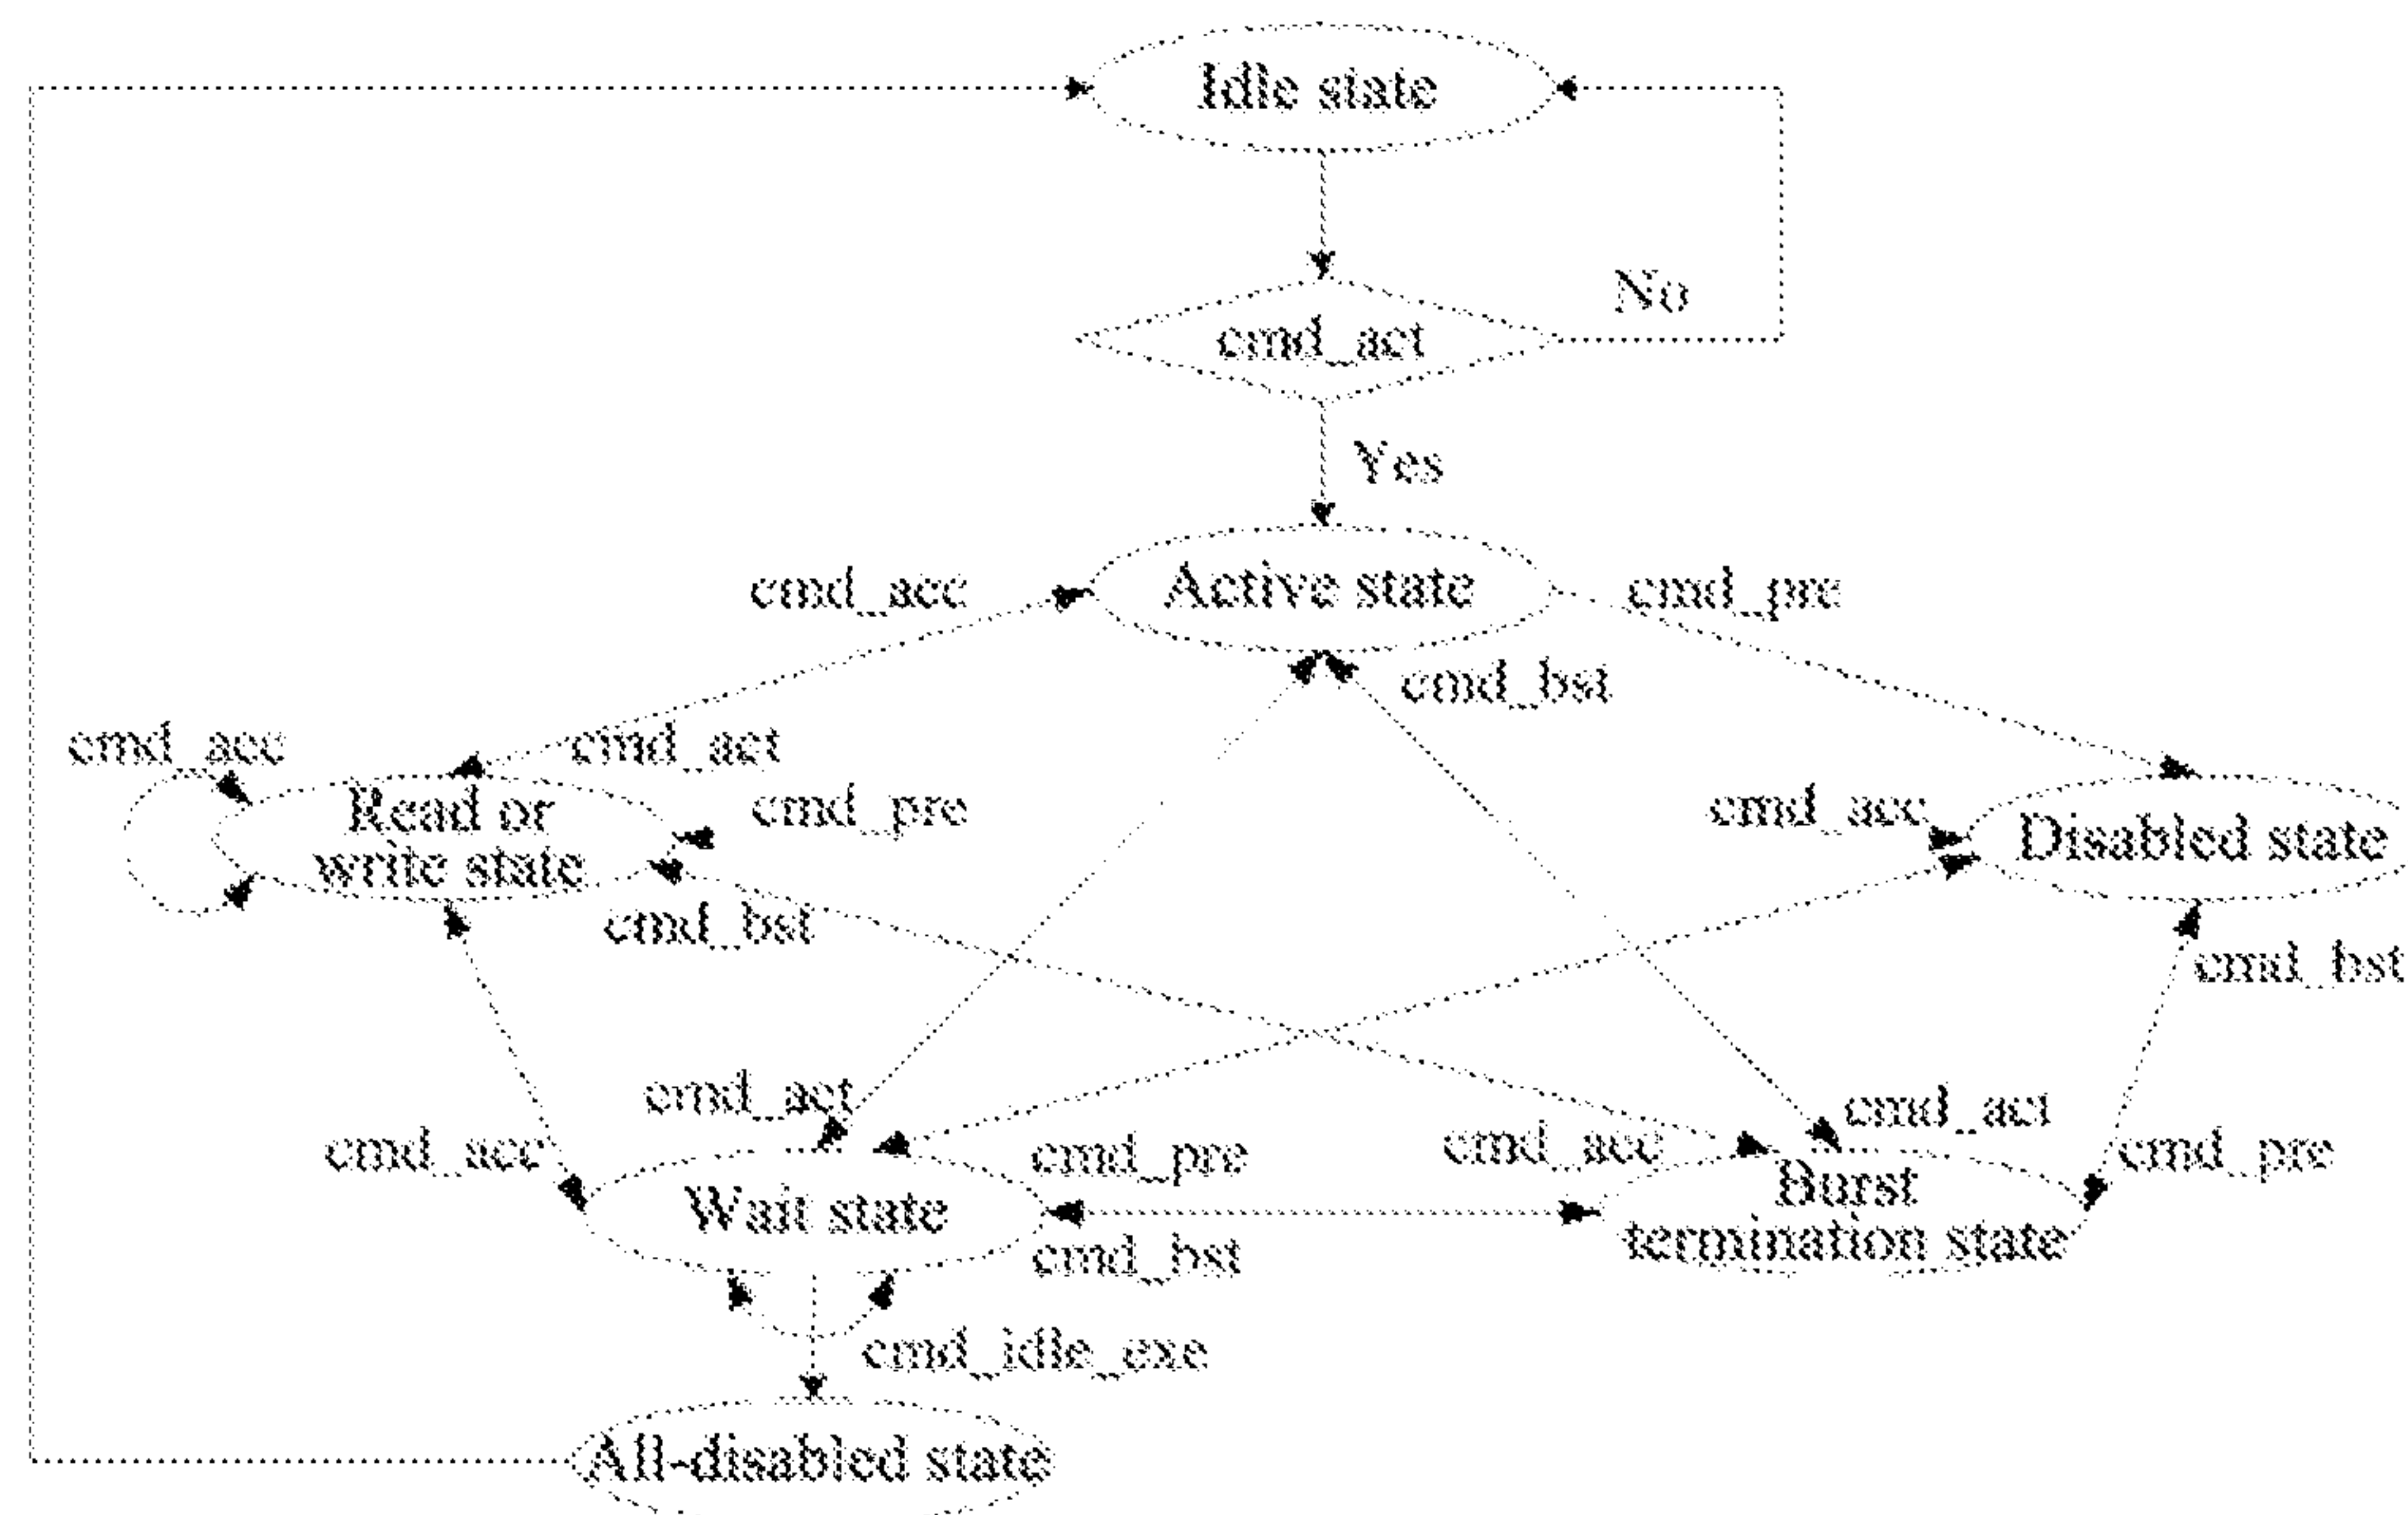 Idle state
cmd_act
No
Yes
Active state
cmd_acc
cmd_pre
cmd_bst
cmd_acc
cmd_act
Read or
write state
cmd_pre
cmd_acc
Disabled state
cmd_bst
cmd_bst
cmd_act
cmd_act
cmd_acc
cmd_pre
cmd_acc
cmd_pre
Wait state
Burst
termination state
cmd_bst
cmd_idle_exe
All-disabled state